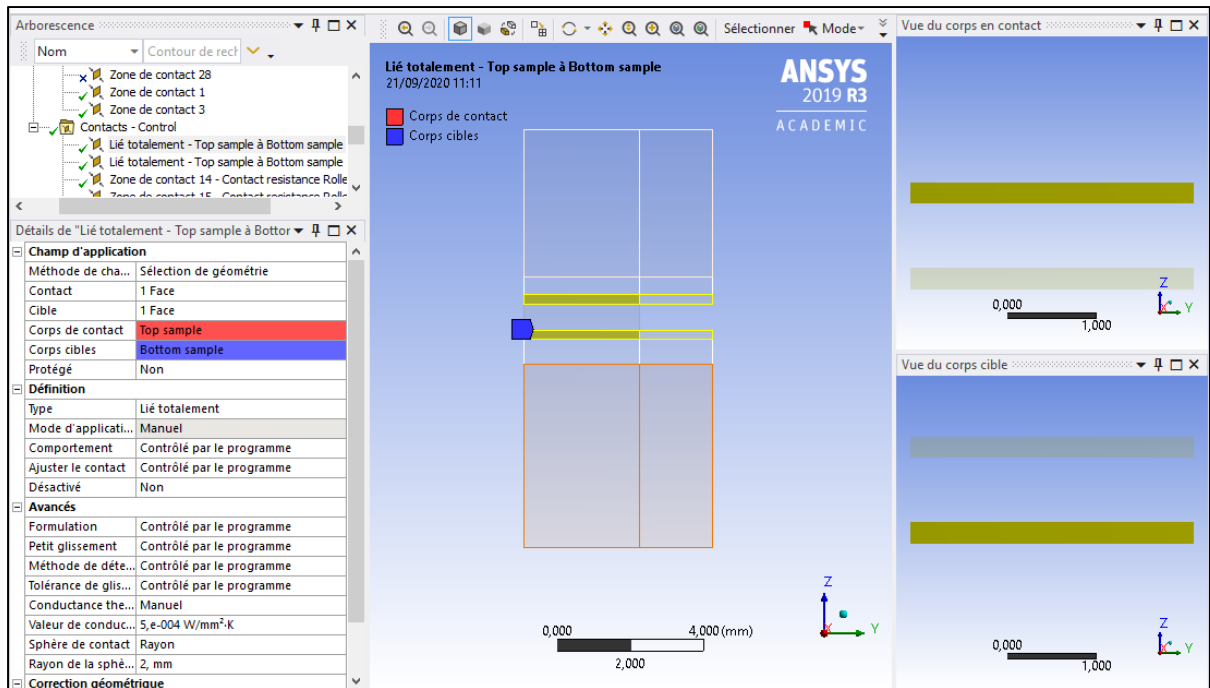 Arborescence
Nom
Contour de rect
Zone de contact 28
Zone de contact 1
Zone de contact 3
Contacts - Control
Lié totalement - Top sample à Bottom sample
Lié totalement - Top sample à Bottom sample
Zone de contact 14 - Contact resistance Rolle
Zone de contact 15 - Contact resistance Rolle
Détails de "Lié totalement - Top sample à Bottor
Champ d'application
Méthode de cha... Sélection de géométrie
Contact 1 Face
Cible 1 Face
Corps de contact Top sample
Corps cibles Bottom sample
Protégé Non
Définition
Type Lié totalement
Mode d'applicati... Manuel
Comportement Contrôlé par le programme
Ajuster le contact Contrôlé par le programme
Désactivé Non
Avancés
Formulation Contrôlé par le programme
Petit glissement Contrôlé par le programme
Méthode de déte... Contrôlé par le programme
Tolérance de glis... Contrôlé par le programme
Conductance the... Manuel
Valeur de conduc... 5,e-004 W/mm²·K
Sphère de contact Rayon
Rayon de la sphè... 2, mm
Correction géométrique
Sélectionner Mode
Lié totalement - Top sample à Bottom sample
21/09/2020 11:11
Corps de contact
Corps cibles
ANSYS
2019 R3
ACADEMIC
Z
Y
X
0,000 4,000 (mm)
2,000
Vue du corps en contact
0,000
1,000
Z
X
Y
Vue du corps cible
0,000
1,000
Z
X
Y